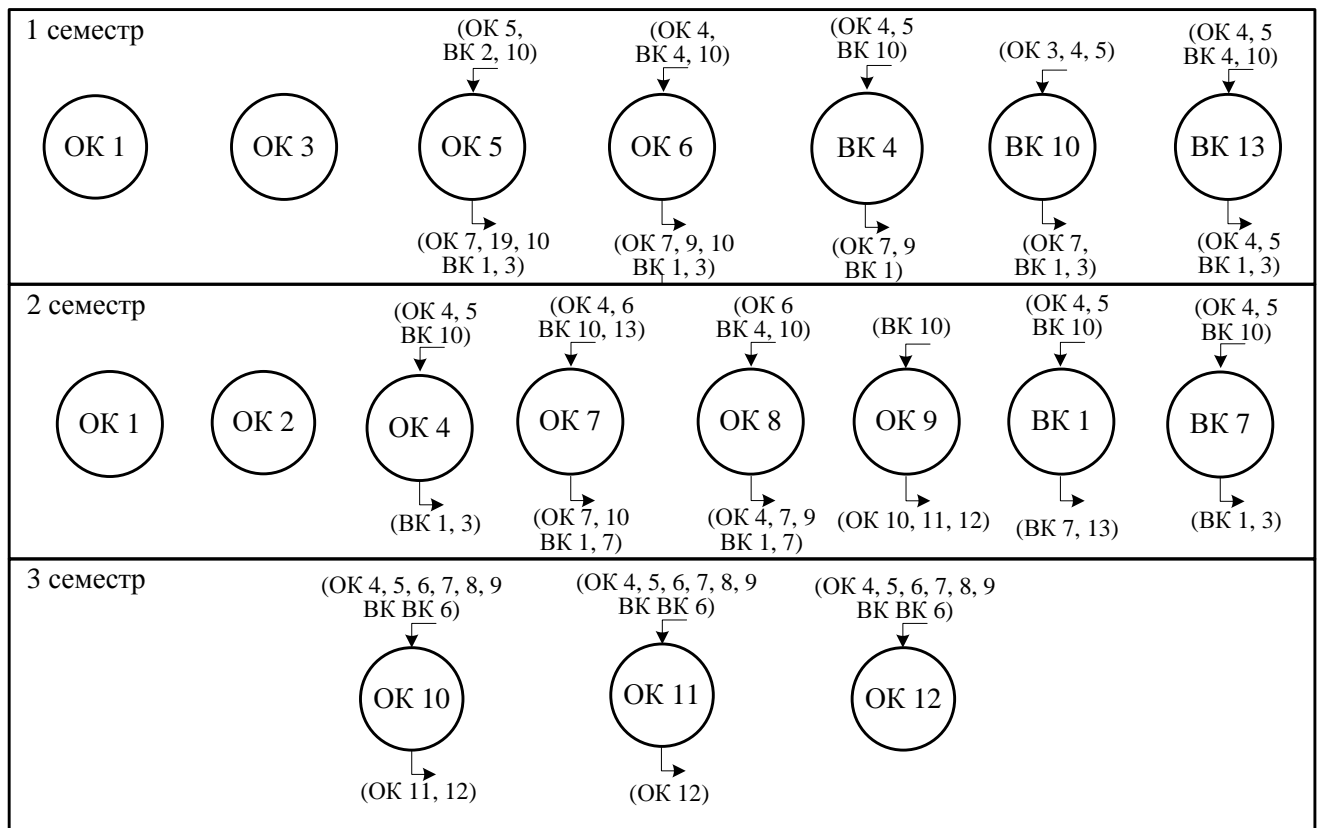 1 семестр
(ОК 5,
ВК 2, 10)
(ОК 4,
ВК 4, 10)
(ОК 4, 5
ВК 10)
(ОК 3, 4, 5)
(ОК 4, 5
ВК 4, 10)
ОК 1
ОК 3
ОК 5
ОК 6
ВК 4
ВК 10
ВК 13
(ОК 7, 19, 10
ВК 1, 3)
(ОК 7, 9, 10
ВК 1, 3)
(ОК 7, 9
ВК 1)
(ОК 7,
ВК 1, 3)
(ОК 4, 5
ВК 1, 3)
2 семестр
(ОК 4, 5
ВК 10)
(ОК 4, 6
ВК 10, 13)
(ОК 6
ВК 4, 10)
(ВК 10)
(ОК 4, 5
ВК 10)
(ОК 4, 5
ВК 10)
ОК 1
ОК 2
ОК 4
ОК 7
ОК 8
ОК 9
ВК 1
ВК 7
(ВК 1, 3)
(ОК 7, 10
ВК 1, 7)
(ОК 4, 7, 9
ВК 1, 7)
(ОК 10, 11, 12)
(ВК 7, 13)
(ВК 1, 3)
3 семестр
(ОК 4, 5, 6, 7, 8, 9
ВК ВК 6)
(ОК 4, 5, 6, 7, 8, 9
ВК ВК 6)
(ОК 4, 5, 6, 7, 8, 9
ВК ВК 6)
ОК 10
ОК 11
ОК 12
(ОК 11, 12)
(ОК 12)